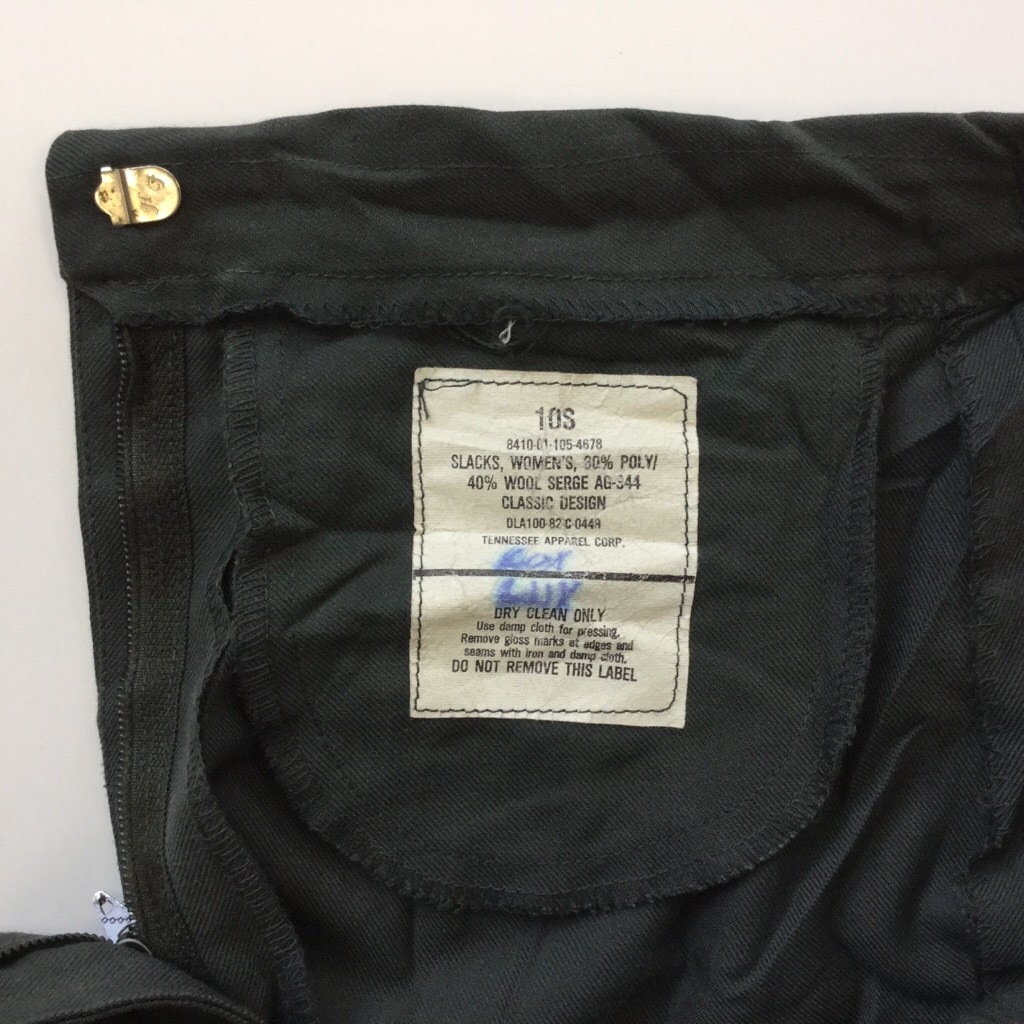 10S
8410-01-105-4678
SLACKS, WOMEN'S, 60% POLY/
40% WOOL SERGE AG-344
CLASSIC DESIGN
DLA100-82-C-0449
TENNESSEE APPAREL CORP.
DRY CLEAN ONLY
Use damp cloth for pressing.
Remove gloss marks at edges and
seams with iron and damp cloth.
DO NOT REMOVE THIS LABEL